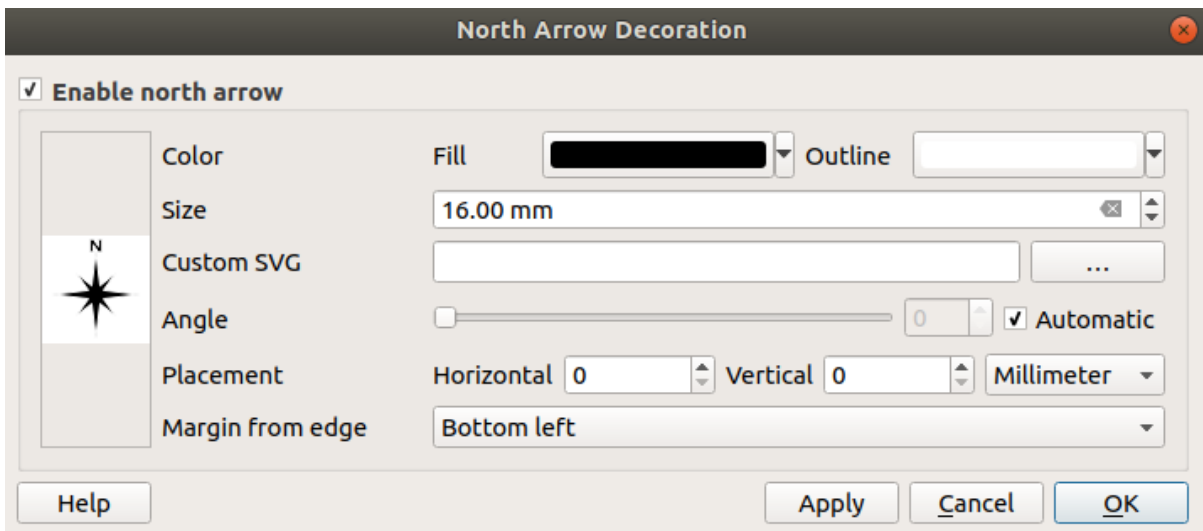 North Arrow Decoration
Enable north arrow
Color Fill Outline
Size 16.00 mm
N
Custom SVG ...
Angle 0 Automatic
Placement Horizontal 0 Vertical 0 Millimeter
Margin from edge Bottom left
Help Apply Cancel OK